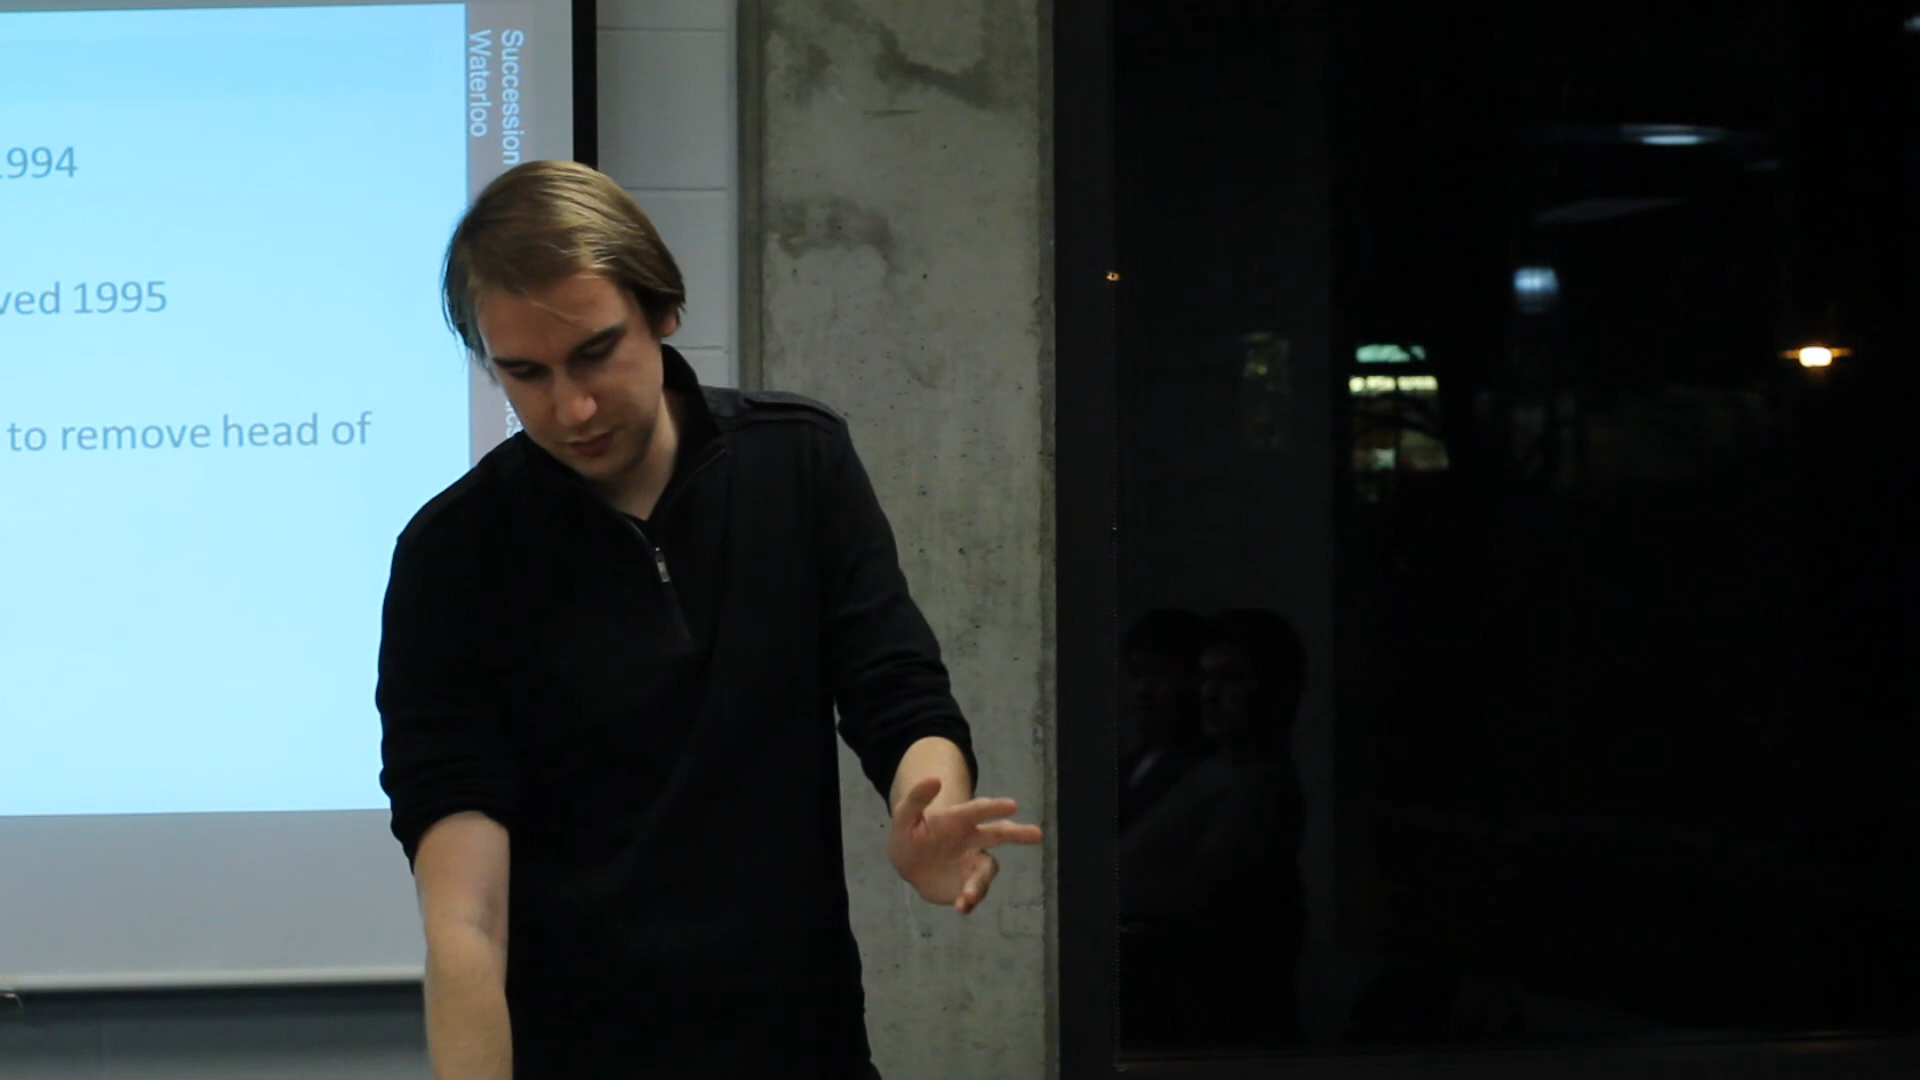 1994
ved 1995
to remove head of
Succession
Waterloo